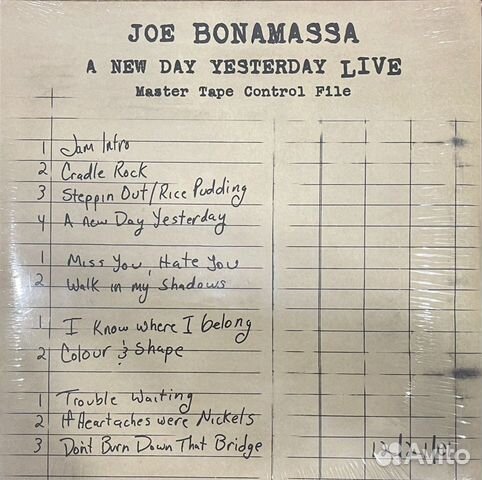 JOE BONAMASSA
A NEW DAY YESTERDAY LIVE
Master Tape Control File
1 Jam Intro
2 Cradle Rock
3 Steppin Out/Rice Pudding
4 A New Day Yesterday
1 Miss You, Hate You
2 Walk in my Shadows
1 I Know where I belong
2 Colour & Shape
1 Trouble Waiting
2 If Heartaches were Nickels
3 Don't Burn Down That Bridge
Avito